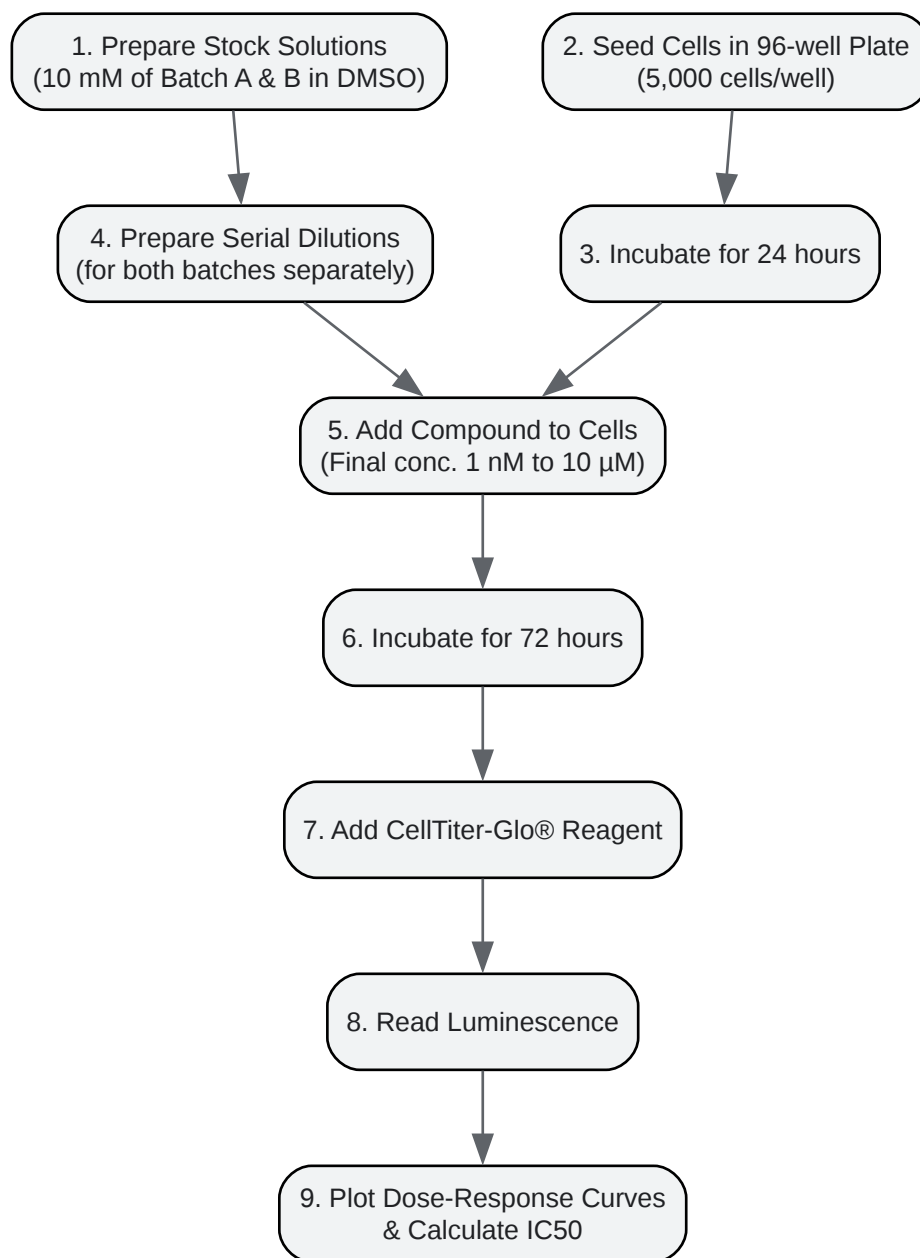 1. Prepare Stock Solutions
(10 mM of Batch A & B in DMSO)
2. Seed Cells in 96-well Plate
(5,000 cells/well)
4. Prepare Serial Dilutions
(for both batches separately)
3. Incubate for 24 hours
5. Add Compound to Cells
(Final conc. 1 nM to 10 µM)
6. Incubate for 72 hours
7. Add CellTiter-Glo® Reagent
8. Read Luminescence
9. Plot Dose-Response Curves
& Calculate IC50